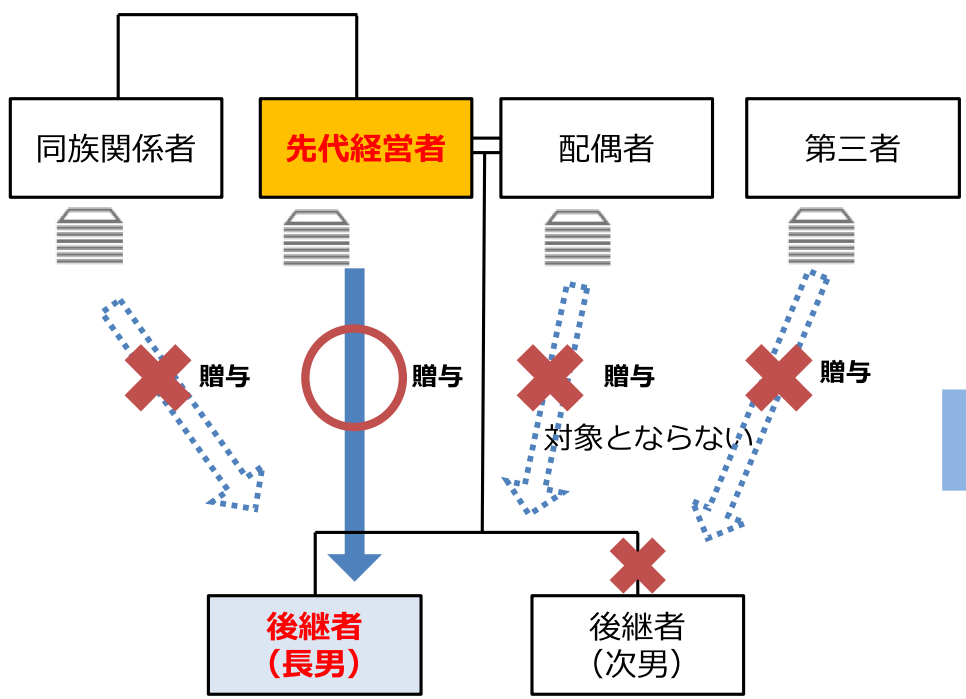 同族関係者
先代経営者
配偶者
第三者
贈与
贈与
贈与
贈与
対象とならない
後継者
（長男）
後継者
（次男）